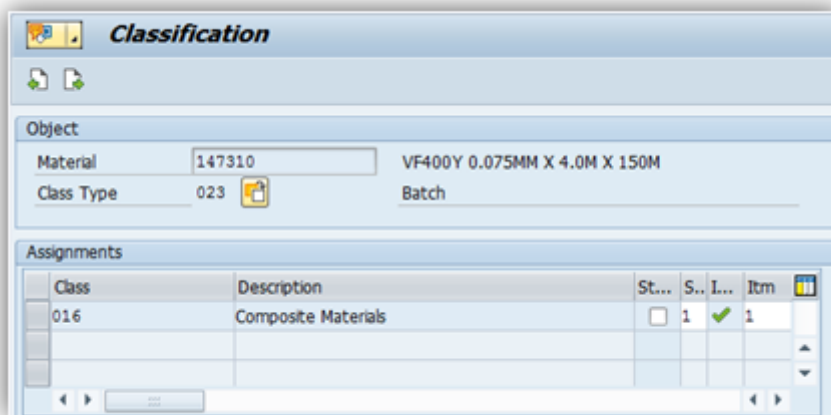 Classification
Object
Material 147310 VF400Y 0.075MM X 4.0M X 150M
Class Type 023 Batch
Assignments
Class Description St... S.. I... Itm
016 Composite Materials 1 1